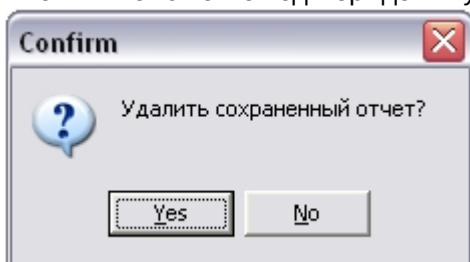 Confirm
Удалить сохраненный отчет?
Yes
No